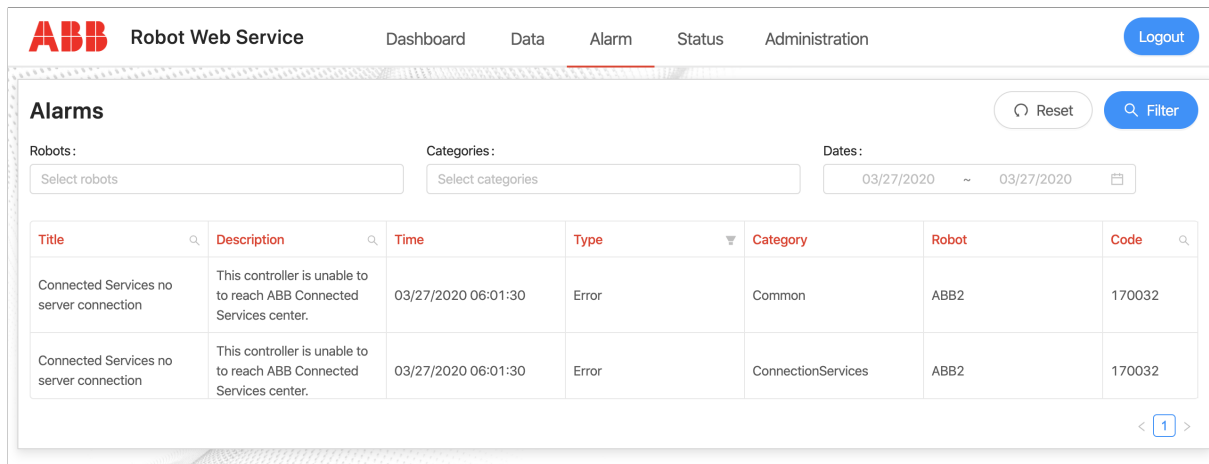 ABB Robot Web Service Dashboard Data Alarm Status Administration Logout
Alarms Reset Filter
Robots: Categories: Dates:
Select robots Select categories 03/27/2020 ~ 03/27/2020
Title Description Time Type Category Robot Code
Connected Services no
server connection
This controller is unable to
to reach ABB Connected
Services center.
03/27/2020 06:01:30 Error Common ABB2 170032
Connected Services no
server connection
This controller is unable to
to reach ABB Connected
Services center.
03/27/2020 06:01:30 Error ConnectionServices ABB2 170032
< 1 >